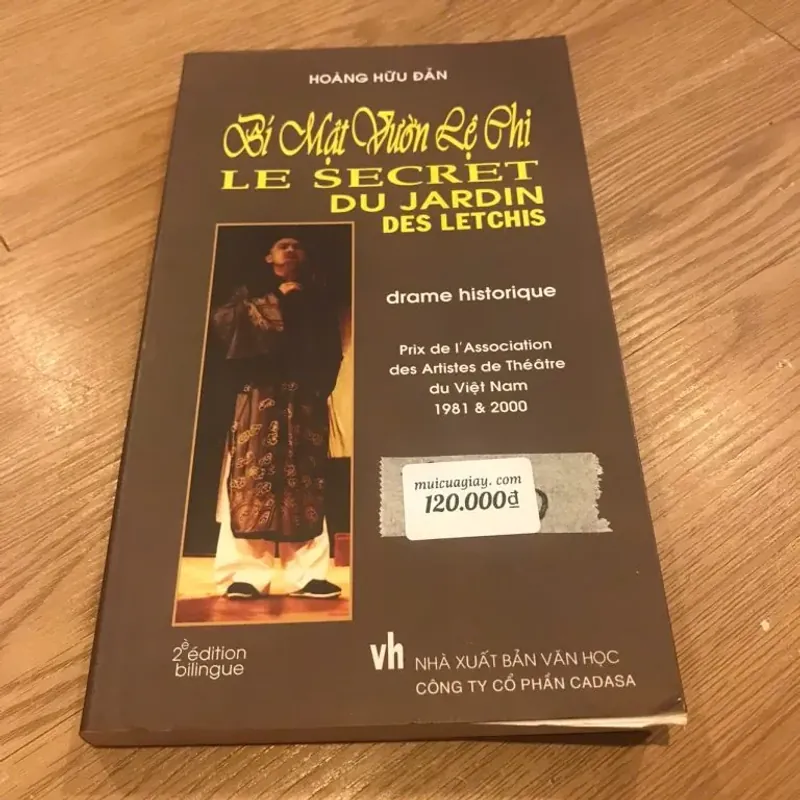 HOÀNG HỮU ĐẢN
Bí Mật Vườn Lệ Chi
LE SECRET
DU JARDIN
DES LETCHIS
drame historique
Prix de l'Association
des Artistes de Théâtre
du Việt Nam
1981 & 2000
muicuagiay.com
120.000₫
2è édition
bilingue
vh NHÀ XUẤT BẢN VĂN HỌC
CÔNG TY CỔ PHẦN CADASA